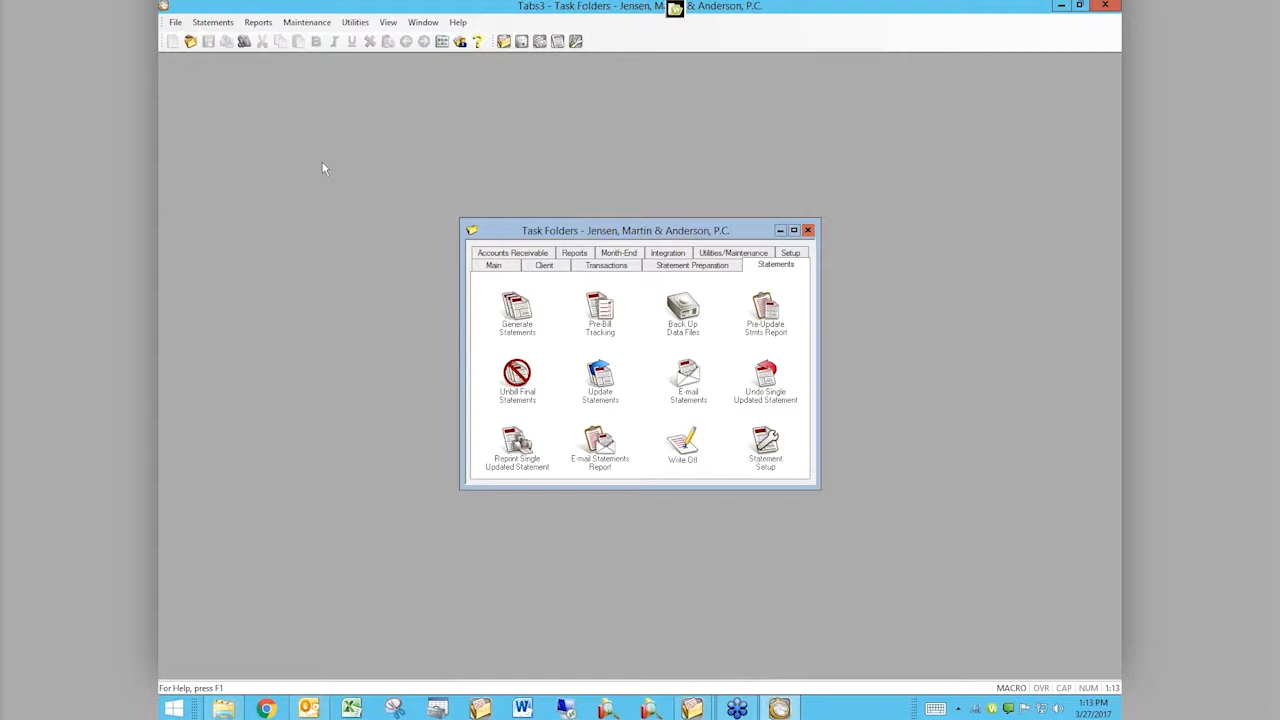 Tabs3 - Task Folders - Jensen, M & Anderson, P.C.
File Statements Reports Maintenance Utilities View Window Help
Task Folders - Jensen, Martin & Anderson, P.C.
Accounts Receivable Reports Month-End Integration Utilities/Maintenance Setup
Main Client Transactions Statement Preparation Statements
Generate
Statements
Pre-Bill
Tracking
Back Up
Data Files
Pre-Update
Stmts Report
Unbill Final
Statements
Update
Statements
E-mail
Statements
Undo Single
Updated Statement
Reprint Single
Updated Statement
E-mail Statements
Report
Write Off
Statement
Setup
For Help, press F1
MACRO OVR CAP NUM 1:13
1:13 PM
3/27/2017